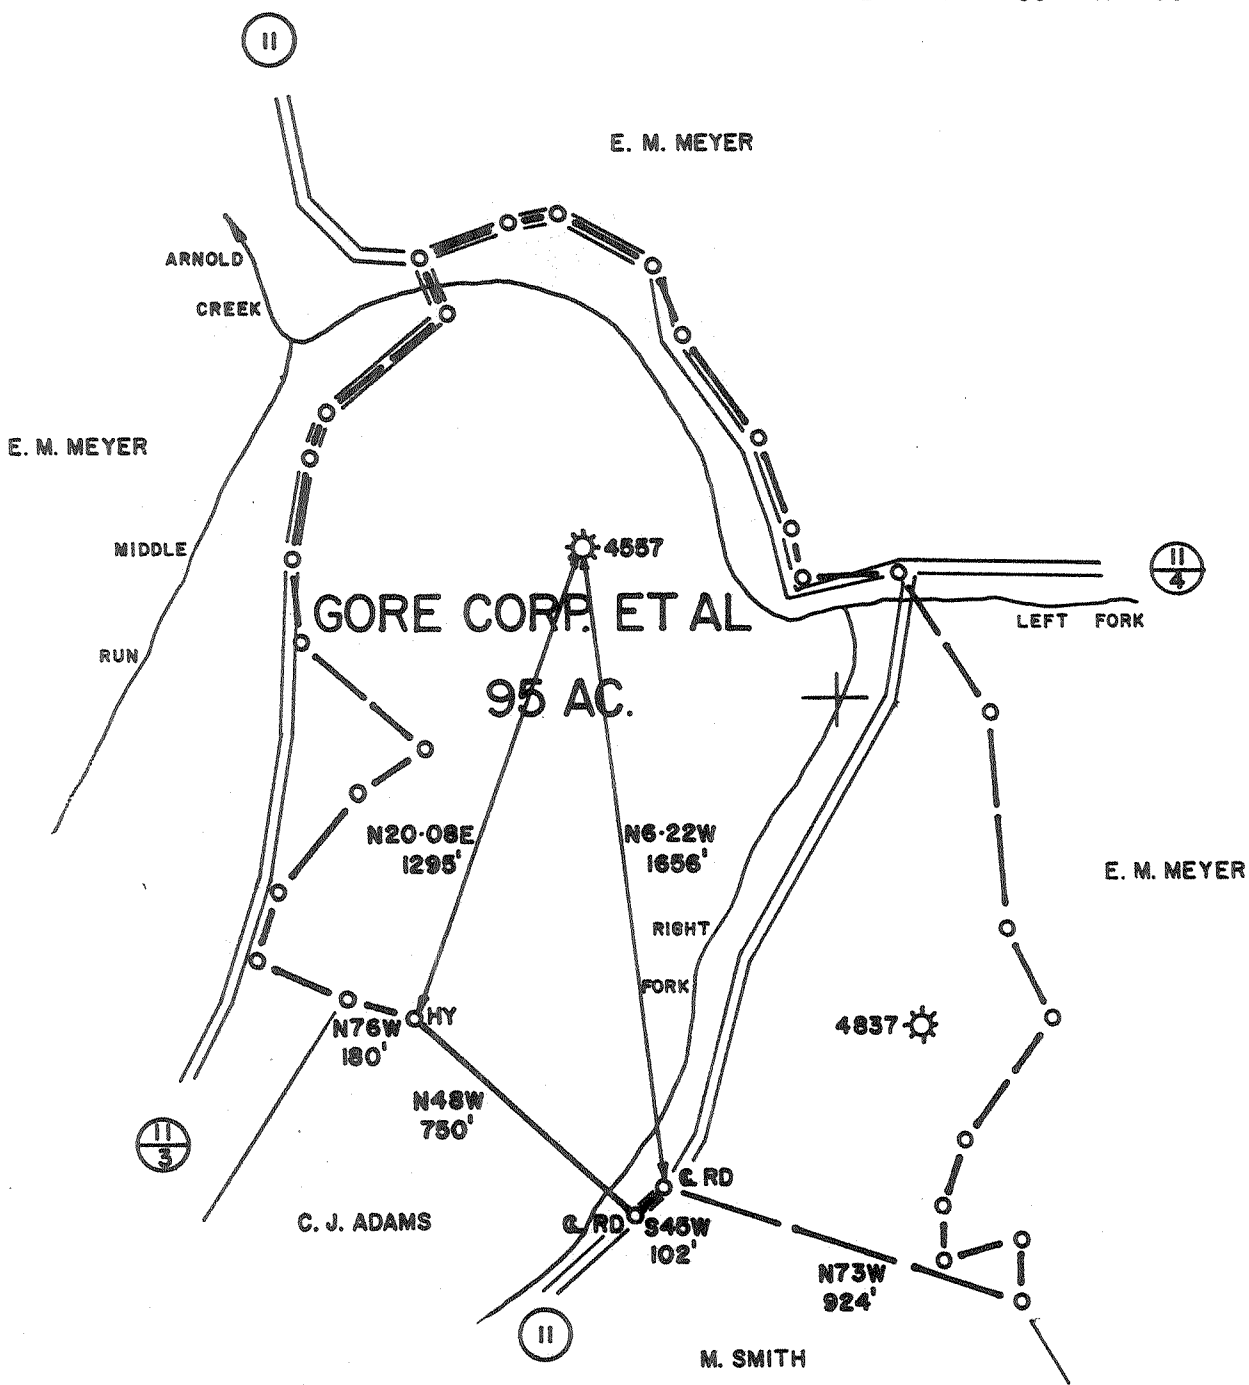 11
E. M. MEYER
ARNOLD
CREEK
E. M. MEYER
MIDDLE
4557
11
4
GORE CORP. ET AL
LEFT FORK
RUN
95 AC.
N20·08E
1295'
N6·22W
1656'
E. M. MEYER
RIGHT
FORK
HY
4837
N76W
180'
N48W
750'
11
3
℄ RD
C. J. ADAMS
℄ RD
S45W
102'
N73W
924'
11
M. SMITH